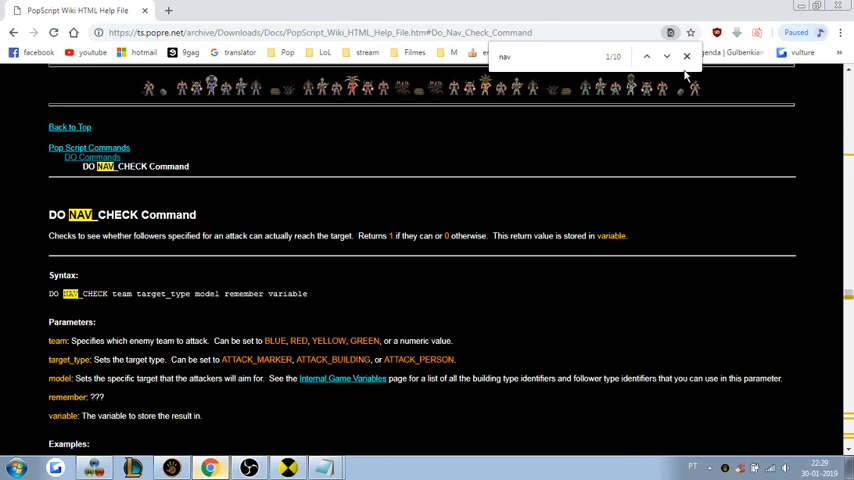 PopScript Wiki HTML Help File
https://ts.popre.net/archive/Downloads/Docs/PopScript_Wiki_HTML_Help_File.htm#Do_Nav_Check_Command
Paused
facebook youtube hotmail 9gag translator Pop LoL stream Filmes M genda | Gulbenkian vulture
nav 1/10
Back to Top
Pop Script Commands
DO Commands
DO NAV_CHECK Command
DO NAV_CHECK Command
Checks to see whether followers specified for an attack can actually reach the target. Returns 1 if they can or 0 otherwise. This return value is stored in variable.
Syntax:
DO NAV_CHECK team target_type model remember variable
Parameters:
team: Specifies which enemy team to attack. Can be set to BLUE, RED, YELLOW, GREEN, or a numeric value.
target_type: Sets the target type. Can be set to ATTACK_MARKER, ATTACK_BUILDING, or ATTACK_PERSON.
model: Sets the specific target that the attackers will aim for. See the Internal Game Variables page for a list of all the building type identifiers and follower type identifiers that you can use in this parameter.
remember: ???
variable: The variable to store the result in.
Examples:
PT
22:29
30-01-2019